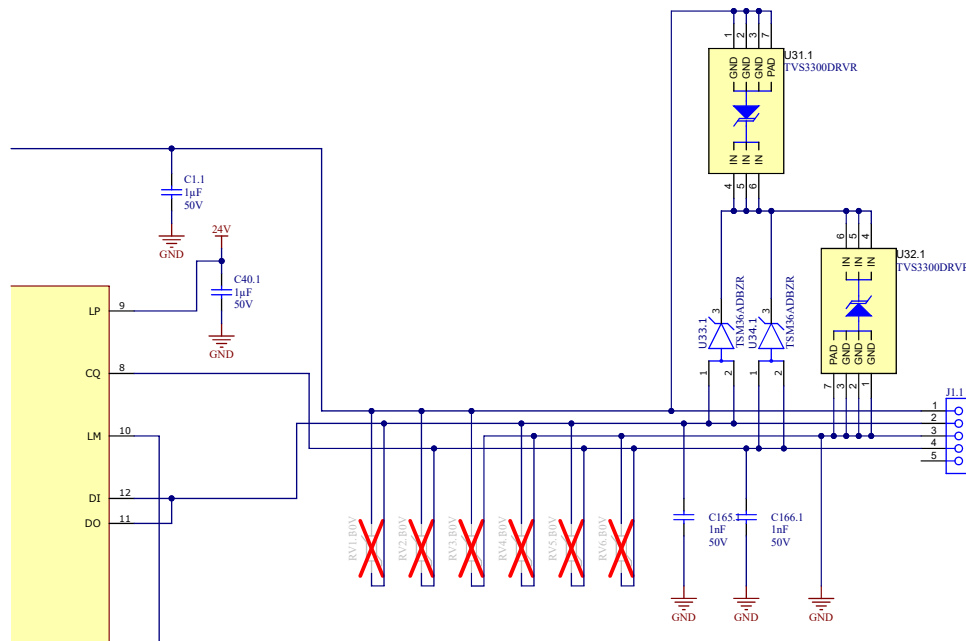 1
2
3
7
U31.1
TVS3300DRVR
GND
GND
GND
PAD
IN
IN
IN
4
5
6
C1.1
1µF
50V
GND
24V
C40.1
1µF
50V
GND
6
5
4
U32.1
IN
IN
IN
TVS3300DRVR
PAD
GND
GND
GND
7
3
2
1
3
U33.1
TSM36ADBZR
1
2
3
U34.1
TSM36ADBZR
1
2
LP
9
CQ
8
LM
10
DI
12
DO
11
J1.1
1
2
3
4
5
RV1.B0V
RV2.B0V
RV3.B0V
RV4.B0V
RV5.B0V
RV6.B0V
C165.1
1nF
50V
C166.1
1nF
50V
GND
GND
GND